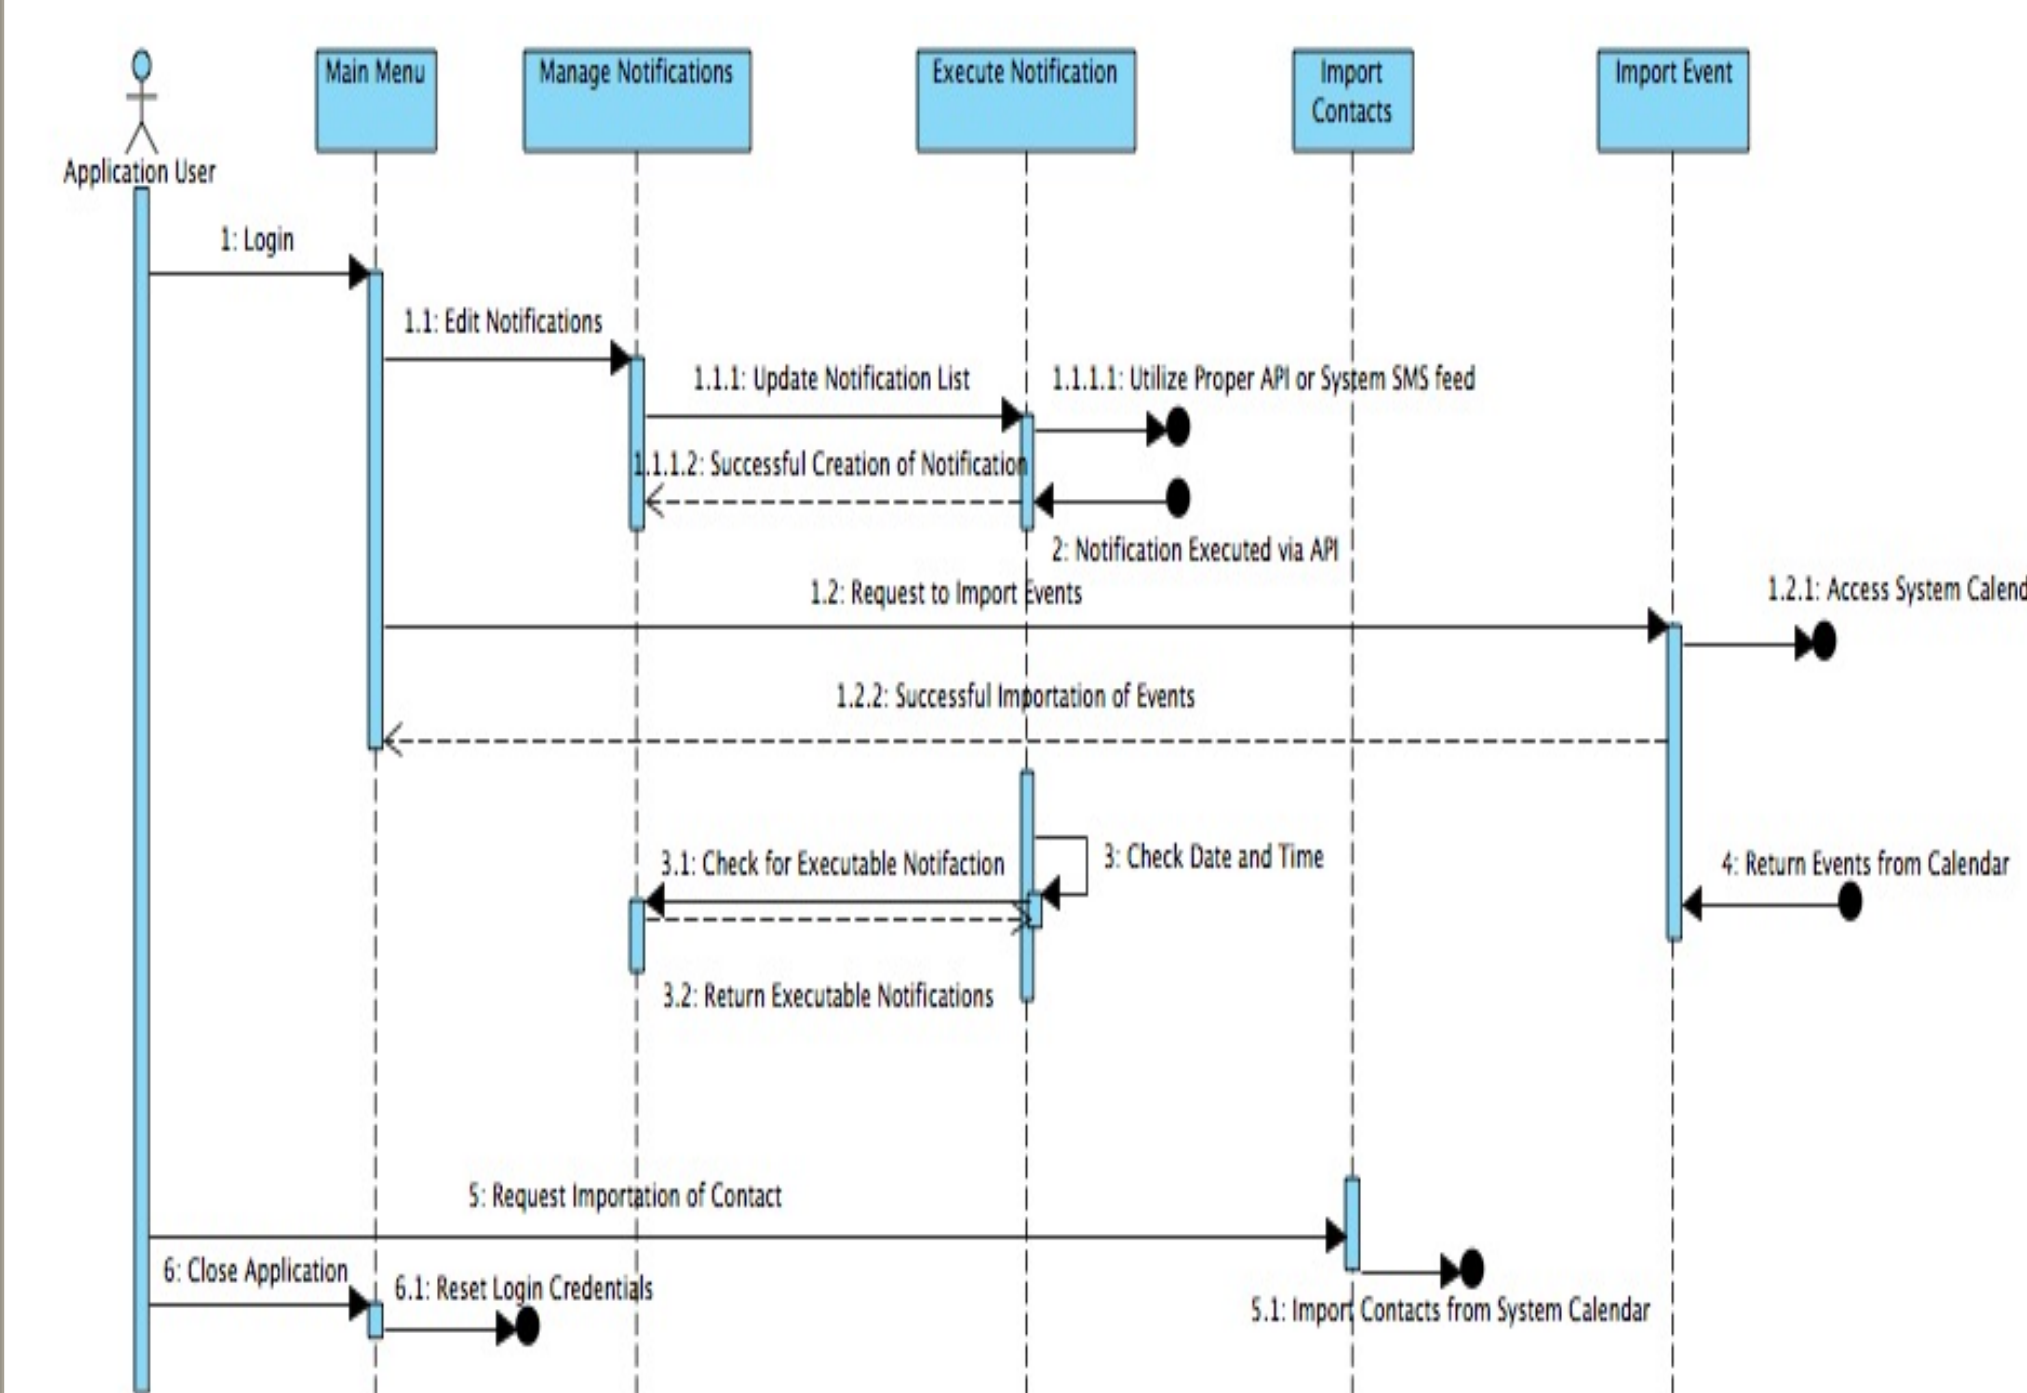 Main Menu
Manage Notifications
Execute Notification
Import
Contacts
Import Event
Application User
1: Login
1.1: Edit Notifications
1.1.1: Update Notification List
1.1.1.1: Utilize Proper API or System SMS feed
1.1.1.2: Successful Creation of Notification
2: Notification Executed via API
1.2: Request to Import Events
1.2.1: Access System Calend
1.2.2: Successful Importation of Events
3: Check Date and Time
3.1: Check for Executable Notifaction
4: Return Events from Calendar
3.2: Return Executable Notifications
5: Request Importation of Contact
6: Close Application
6.1: Reset Login Credentials
5.1: Import Contacts from System Calendar